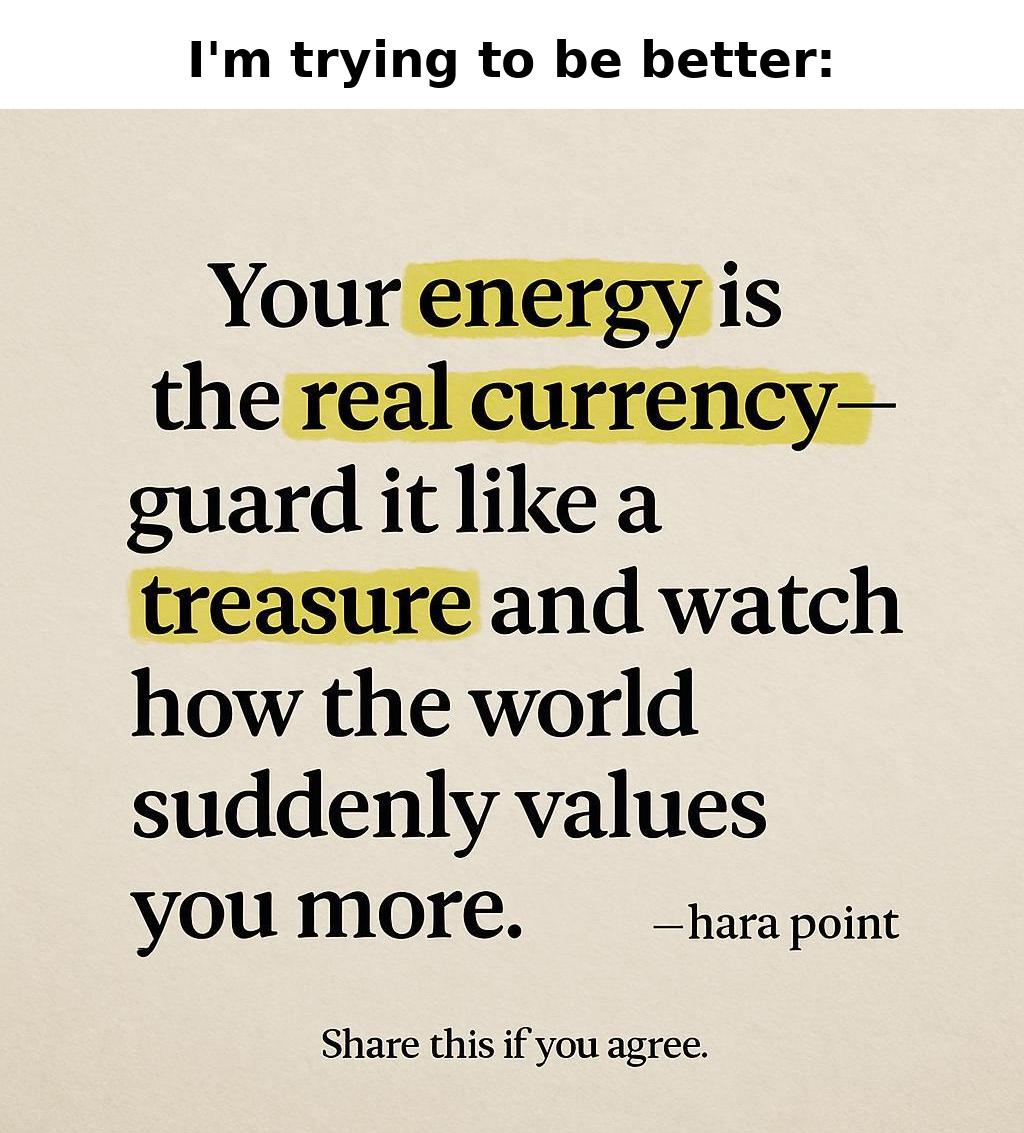 I'm trying to be better:
Your energy is
the real currency—
guard it like a
treasure and watch
how the world
suddenly values
you more. —hara point
Share this if you agree.